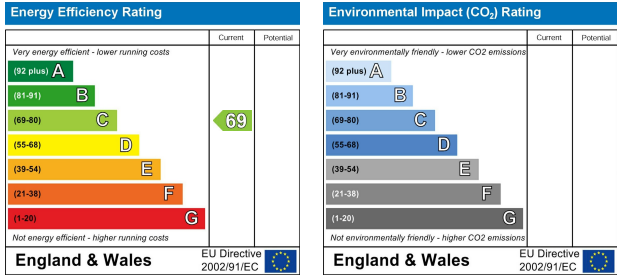 Energy Efficiency Rating
Current Potential
Very energy efficient - lower running costs
(92 plus) A
(81-91) B
(69-80) C
69
(55-68) D
(39-54) E
(21-38) F
(1-20) G
Not energy efficient - higher running costs
England & Wales
EU Directive
2002/91/EC
Environmental Impact (CO₂) Rating
Current Potential
Very environmentally friendly - lower CO2 emissions
(92 plus) A
(81-91) B
(69-80) C
(55-68) D
(39-54) E
(21-38) F
(1-20) G
Not environmentally friendly - higher CO2 emissions
England & Wales
EU Directive
2002/91/EC